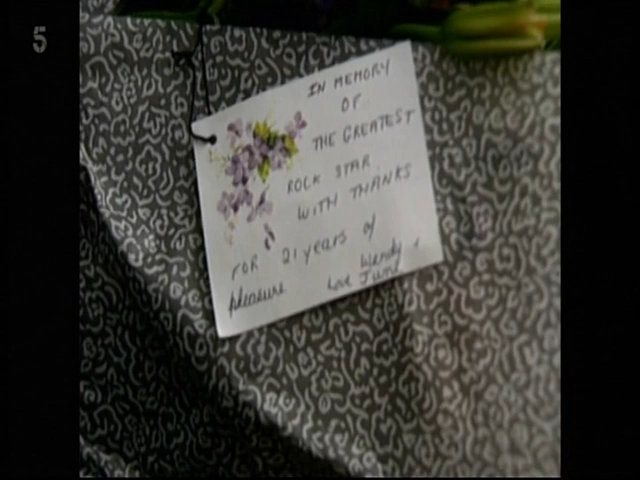 5
IN MEMORY
OF
THE GREATEST
ROCK STAR
WITH THANKS
FOR 21 years of
pleasure
Love Wendy +
June